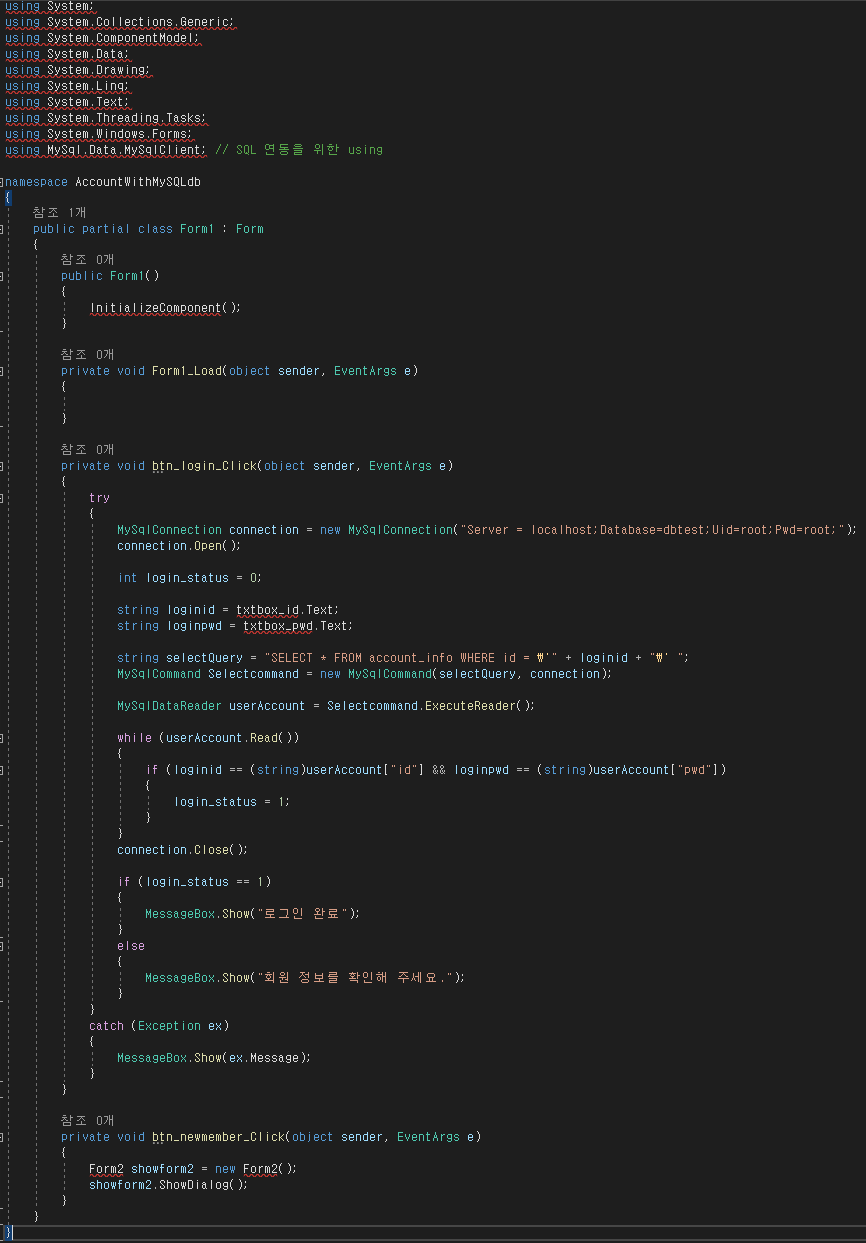 using System;
using System.Collections.Generic;
using System.ComponentModel;
using System.Data;
using System.Drawing;
using System.Linq;
using System.Text;
using System.Threading.Tasks;
using System.Windows.Forms;
using MySql.Data.MySqlClient; // SQL 연동을 위한 using
namespace AccountWithMySQLdb
{
참조 1개
public partial class Form1 : Form
{
참조 0개
public Form1()
{
InitializeComponent();
}
참조 0개
private void Form1_Load(object sender, EventArgs e)
{
}
참조 0개
private void btn_login_Click(object sender, EventArgs e)
{
try
{
MySqlConnection connection = new MySqlConnection("Server = localhost;Database=dbtest;Uid=root;Pwd=root;");
connection.Open();
int login_status = 0;
string loginid = txtbox_id.Text;
string loginpwd = txtbox_pwd.Text;
string selectQuery = "SELECT * FROM account_info WHERE id = ₩'" + loginid + "₩' ";
MySqlCommand Selectcommand = new MySqlCommand(selectQuery, connection);
MySqlDataReader userAccount = Selectcommand.ExecuteReader();
while (userAccount.Read())
{
if (loginid == (string)userAccount["id"] && loginpwd == (string)userAccount["pwd"])
{
login_status = 1;
}
}
connection.Close();
if (login_status == 1)
{
MessageBox.Show("로그인 완료");
}
else
{
MessageBox.Show("회원 정보를 확인해 주세요.");
}
}
catch (Exception ex)
{
MessageBox.Show(ex.Message);
}
}
참조 0개
private void btn_newmember_Click(object sender, EventArgs e)
{
Form2 showform2 = new Form2();
showform2.ShowDialog();
}
}
}